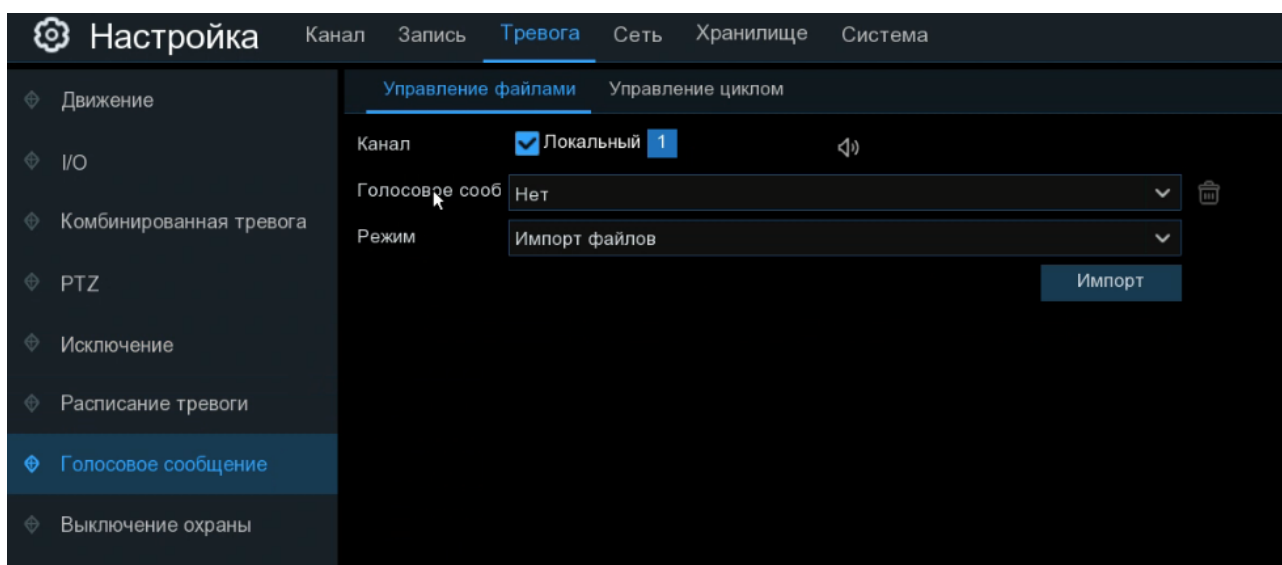 Настройка Канал Запись Тревога Сеть Хранилище Система
Движение
I/O
Комбинированная тревога
PTZ
Исключение
Расписание тревоги
Голосовое сообщение
Выключение охраны
Управление файлами Управление циклом
Канал Локальный 1
Голосовое сооб Нет
Режим Импорт файлов
Импорт